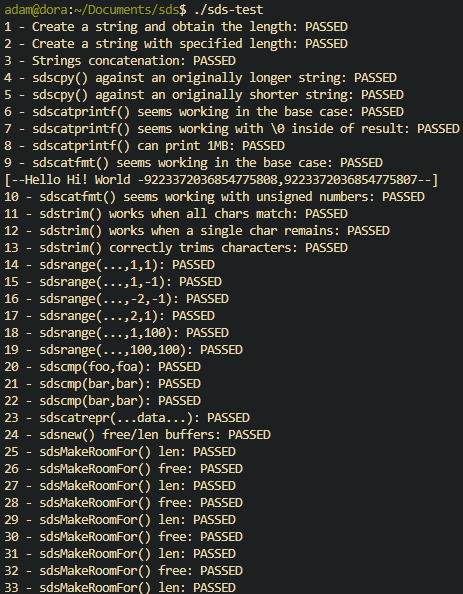 adam@dora:~/Documents/sds$ ./sds-test
1 - Create a string and obtain the length: PASSED
2 - Create a string with specified length: PASSED
3 - Strings concatenation: PASSED
4 - sdscpy() against an originally longer string: PASSED
5 - sdscpy() against an originally shorter string: PASSED
6 - sdscatprintf() seems working in the base case: PASSED
7 - sdscatprintf() seems working with \0 inside of result: PASSED
8 - sdscatprintf() can print 1MB: PASSED
9 - sdscatfmt() seems working in the base case: PASSED
[--Hello Hi! World -9223372036854775808,9223372036854775807--]
10 - sdscatfmt() seems working with unsigned numbers: PASSED
11 - sdstrim() works when all chars match: PASSED
12 - sdstrim() works when a single char remains: PASSED
13 - sdstrim() correctly trims characters: PASSED
14 - sdsrange(...,1,1): PASSED
15 - sdsrange(...,1,-1): PASSED
16 - sdsrange(...,-2,-1): PASSED
17 - sdsrange(...,2,1): PASSED
18 - sdsrange(...,1,100): PASSED
19 - sdsrange(...,100,100): PASSED
20 - sdscmp(foo,foa): PASSED
21 - sdscmp(bar,bar): PASSED
22 - sdscmp(bar,bar): PASSED
23 - sdscatrepr(...data...): PASSED
24 - sdsnew() free/len buffers: PASSED
25 - sdsMakeRoomFor() len: PASSED
26 - sdsMakeRoomFor() free: PASSED
27 - sdsMakeRoomFor() len: PASSED
28 - sdsMakeRoomFor() free: PASSED
29 - sdsMakeRoomFor() len: PASSED
30 - sdsMakeRoomFor() free: PASSED
31 - sdsMakeRoomFor() len: PASSED
32 - sdsMakeRoomFor() free: PASSED
33 - sdsMakeRoomFor() len: PASSED